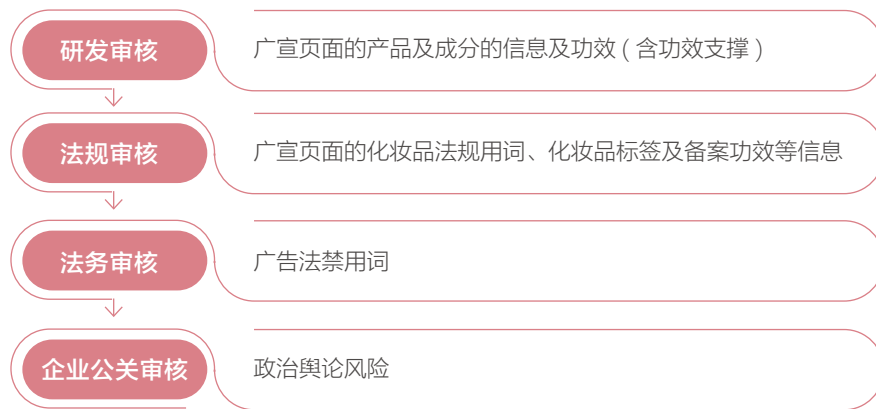 研发审核
广宣页面的产品及成分的信息及功效 ( 含功效支撑 )
法规审核
广宣页面的化妆品法规用词、化妆品标签及备案功效等信息
法务审核
广告法禁用词
企业公关审核
政治舆论风险